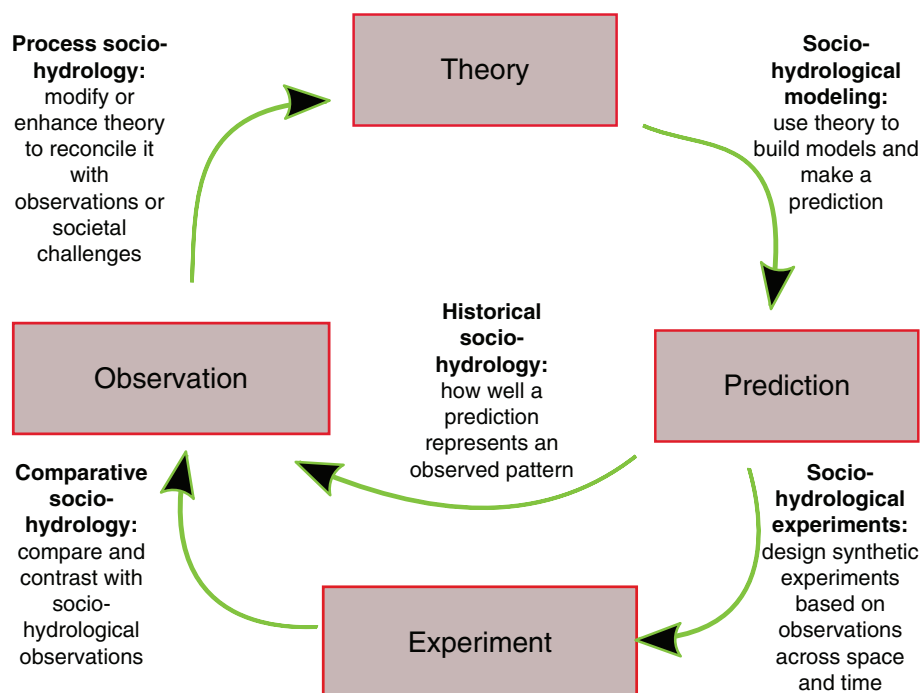 Process socio-
hydrology:
modify or
enhance theory
to reconcile it
with
observations or
societal
challenges
Theory
Socio-
hydrological
modeling:
use theory to
build models and
make a
prediction
Observation
Historical
socio-
hydrology:
how well a
prediction
represents an
observed pattern
Prediction
Comparative
socio-
hydrology:
compare and
contrast with
socio-
hydrological
observations
Experiment
Socio-
hydrological
experiments:
design synthetic
experiments
based on
observations
across space
and time